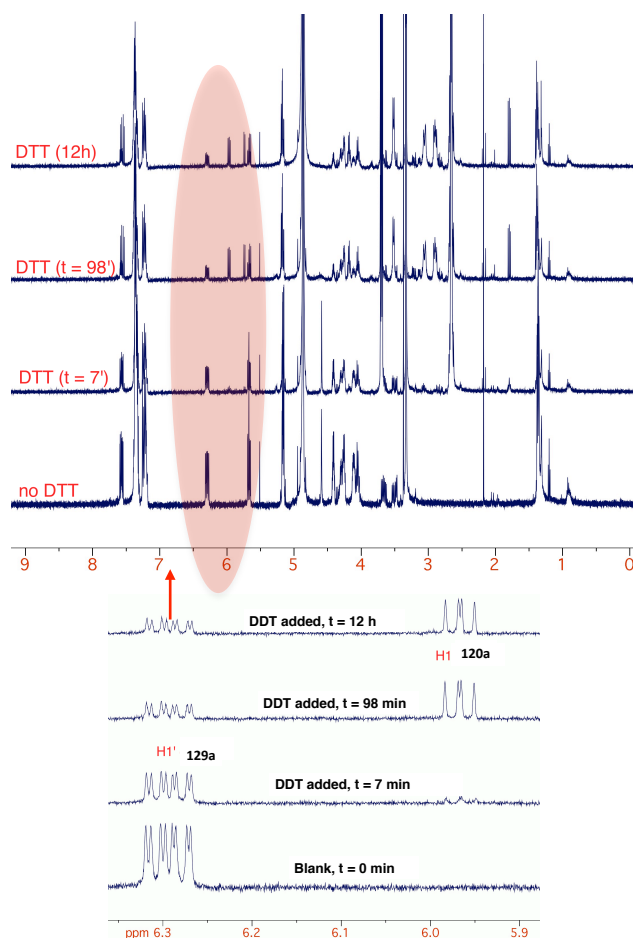 DTT (12h)
DTT (t = 98')
DTT (t = 7')
no DTT
9 8 7 6 5 4 3 2 1 0
DDT added, t = 12 h
H1 120a
DDT added, t = 98 min
H1' 129a
DDT added, t = 7 min
Blank, t = 0 min
ppm 6.3 6.2 6.1 6.0 5.9